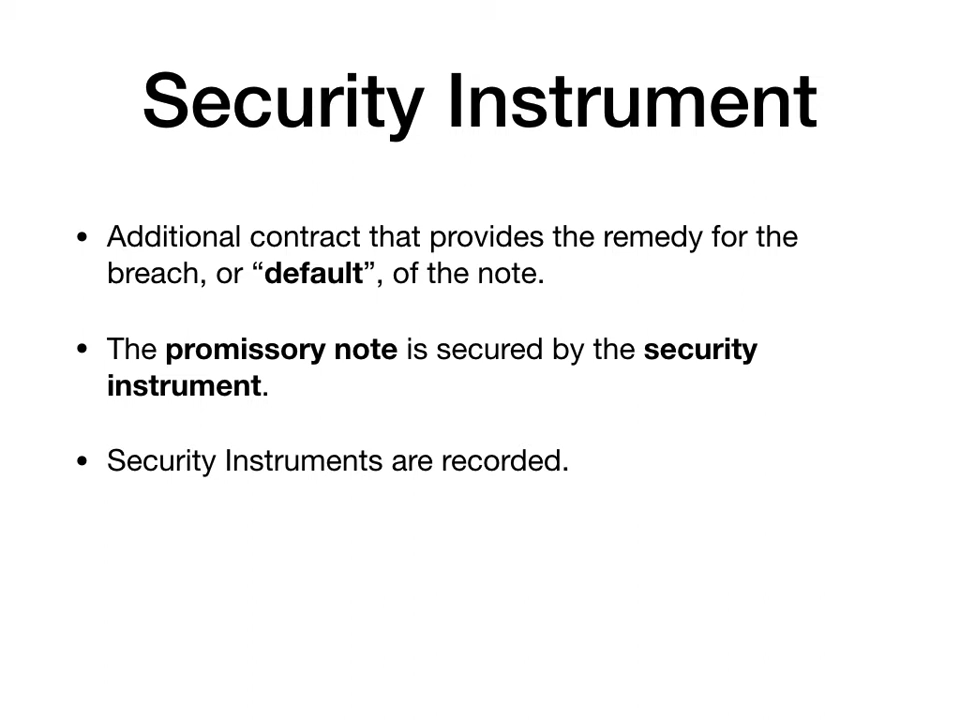 Security Instrument
• Additional contract that provides the remedy for the
breach, or “default”, of the note.
• The promissory note is secured by the security
instrument.
• Security Instruments are recorded.